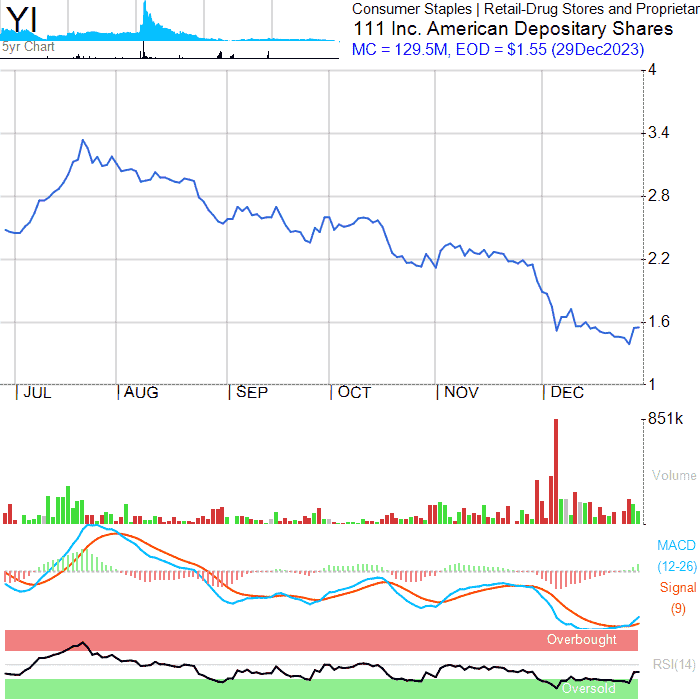 YI
5yr Chart
Consumer Staples | Retail-Drug Stores and Proprietar
111 Inc. American Depositary Shares
MC = 129.5M, EOD = $1.55 (29Dec2023)
4
3.4
2.8
2.2
1.6
1
JUL AUG SEP OCT NOV DEC
851k
Volume
MACD
(12-26)
Signal
(9)
Overbought
RSI(14)
Oversold